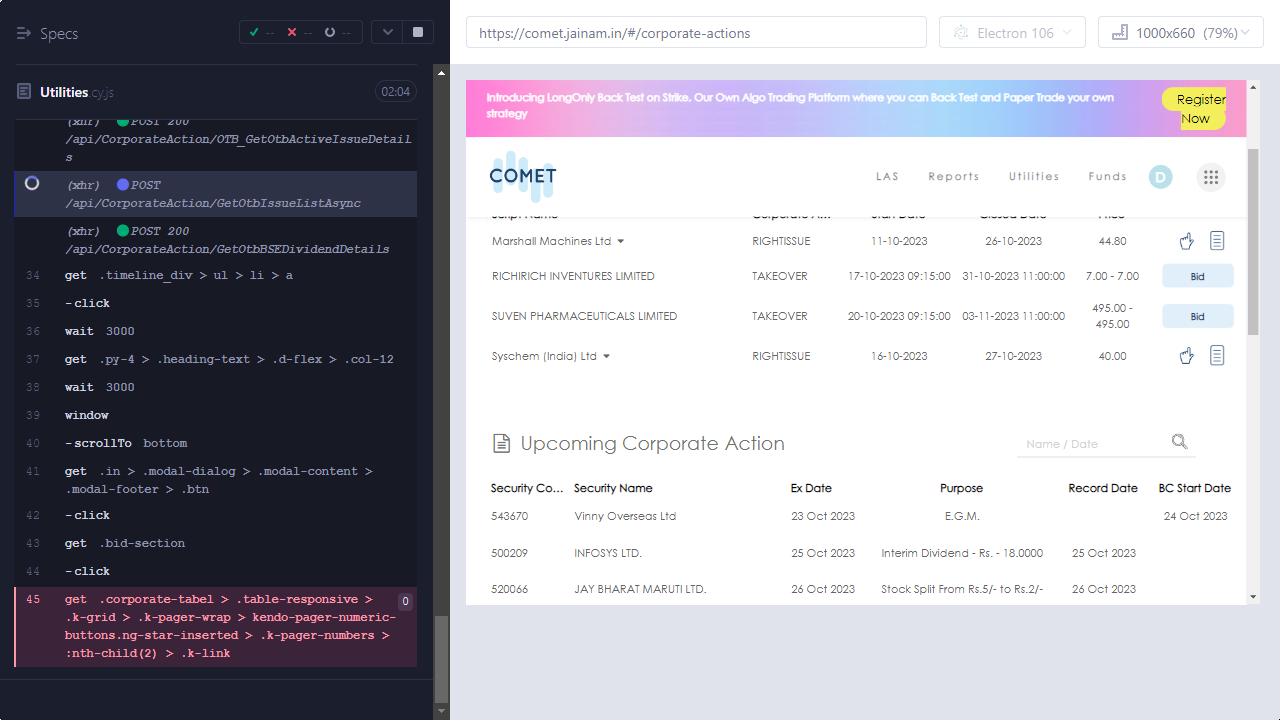 Specs
-- -- --
Utilities.cy.js 02:04
(xhr) POST 200
/api/CorporateAction/OTB_GetOtbActiveIssueDetail
s
(xhr) POST
/api/CorporateAction/GetOtbIssueListAsync
(xhr) POST 200
/api/CorporateAction/GetOtbBSEDividendDetails
34 get .timeline_div > ul > li > a
35 -click
36 wait 3000
37 get .py-4 > .heading-text > .d-flex > .col-12
38 wait 3000
39 window
40 -scrollTo bottom
41 get .in > .modal-dialog > .modal-content >
.modal-footer > .btn
42 -click
43 get .bid-section
44 -click
45 get .corporate-tabel > .table-responsive > 0
.k-grid > .k-pager-wrap > kendo-pager-numeric-
buttons.ng-star-inserted > .k-pager-numbers >
:nth-child(2) > .k-link
https://comet.jainam.in/#/corporate-actions
Electron 106
1000x660 (79%)
Introducing LongOnly Back Test on Strike. Our Own Algo Trading Platform where you can Back Test and Paper Trade your own
strategy
Register
Now
COMET
LAS Reports Utilities Funds D
Script Name Corporate A... Start Date Closed Date Price
Marshall Machines Ltd RIGHTISSUE 11-10-2023 26-10-2023 44.80
RICHIRICH INVENTURES LIMITED TAKEOVER 17-10-2023 09:15:00 31-10-2023 11:00:00 7.00 - 7.00 Bid
SUVEN PHARMACEUTICALS LIMITED TAKEOVER 20-10-2023 09:15:00 03-11-2023 11:00:00 495.00 -
495.00 Bid
Syschem (India) Ltd RIGHTISSUE 16-10-2023 27-10-2023 40.00
Upcoming Corporate Action Name / Date
Security Co... Security Name Ex Date Purpose Record Date BC Start Date
543670 Vinny Overseas Ltd 23 Oct 2023 E.G.M. 24 Oct 2023
500209 INFOSYS LTD. 25 Oct 2023 Interim Dividend - Rs. - 18.0000 25 Oct 2023
520066 JAY BHARAT MARUTI LTD. 26 Oct 2023 Stock Split From Rs.5/- to Rs.2/- 26 Oct 2023